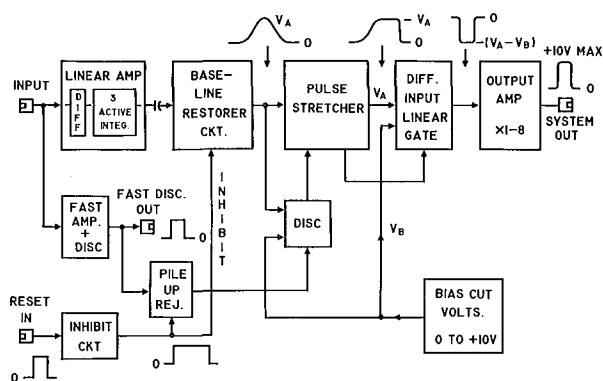 V_A
0
-V_A
0
0
-(V_A-V_B)
+10V MAX
0
INPUT
LINEAR AMP
DIFF
3
ACTIVE
INTEG.
BASE-
LINE
RESTORER
CKT.
PULSE
STRETCHER
V_A
DIFF.
INPUT
LINEAR
GATE
OUTPUT
AMP
×1-8
SYSTEM
OUT
FAST
AMP.
+
DISC
FAST DISC.
OUT
0
INHIBIT
DISC
V_B
PILE
UP
REJ.
BIAS CUT
VOLTS.
0 TO +10V
RESET
IN
INHIBIT
CKT
0
0